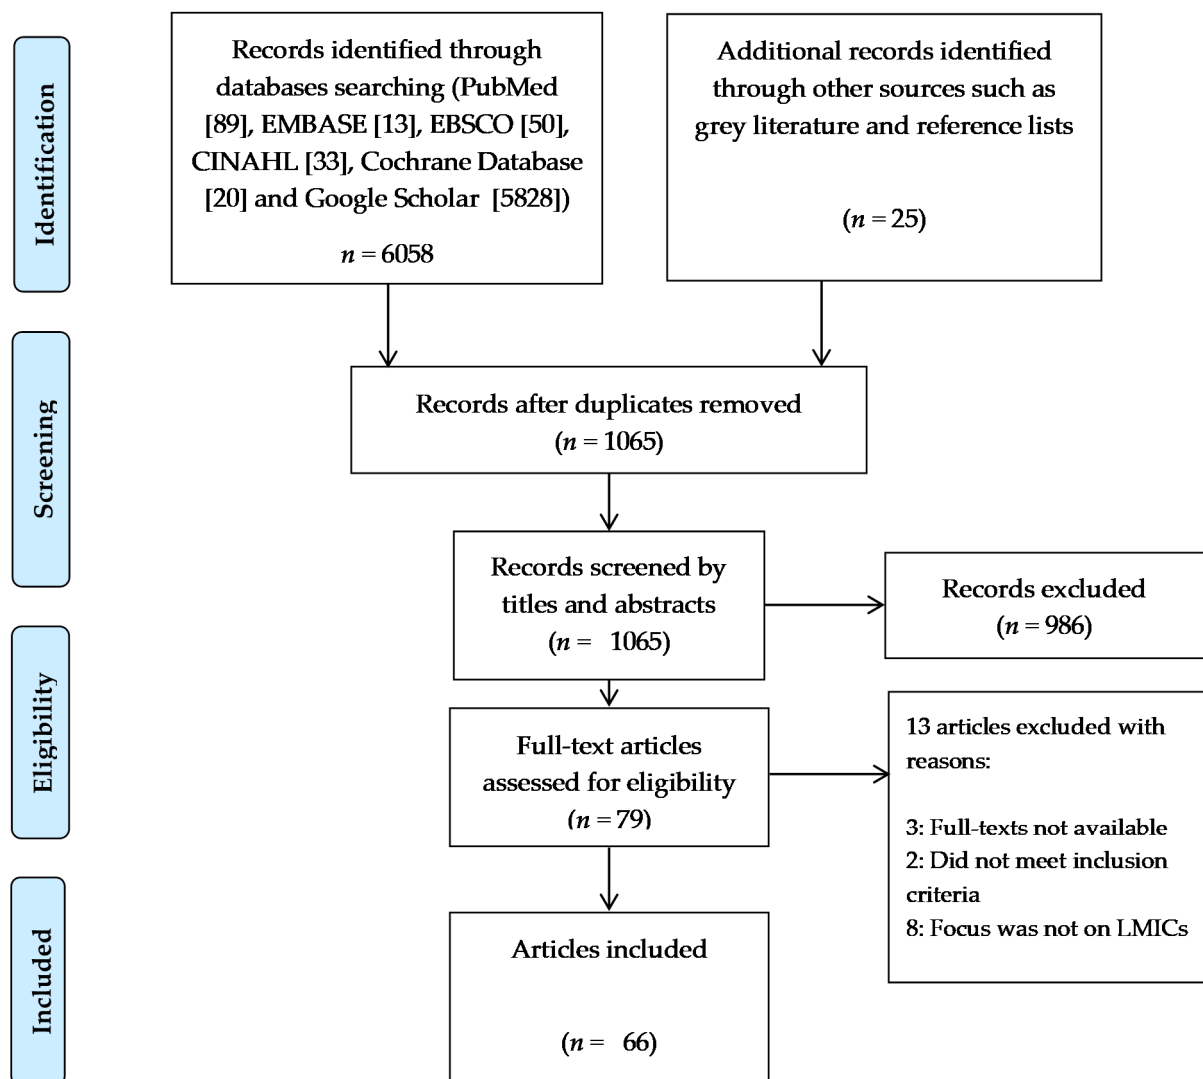 Identification
Records identified through
databases searching (PubMed
[89], EMBASE [13], EBSCO [50],
CINAHL [33], Cochrane Database
[20] and Google Scholar [5828])
n = 6058
Additional records identified
through other sources such as
grey literature and reference lists
(n = 25)
Screening
Records after duplicates removed
(n = 1065)
Records screened by
titles and abstracts
(n = 1065)
Records excluded
(n = 986)
Eligibility
Full-text articles
assessed for eligibility
(n = 79)
13 articles excluded with
reasons:
3: Full-texts not available
2: Did not meet inclusion
criteria
8: Focus was not on LMICs
Included
Articles included
(n = 66)